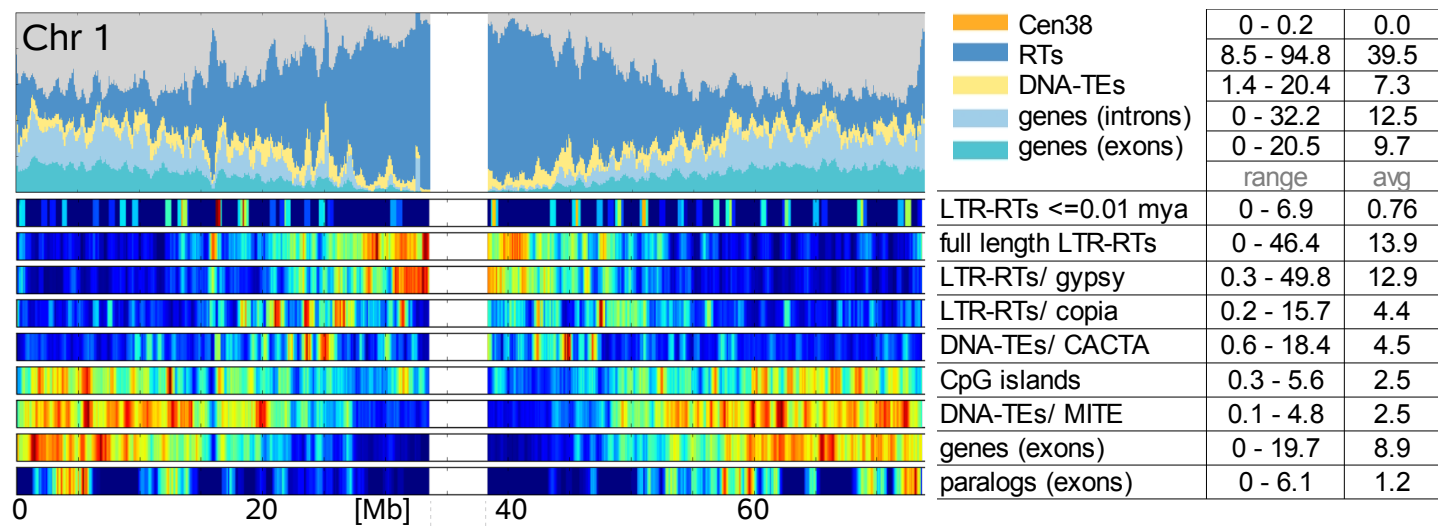 Chr 1
Cen38 0 - 0.2 0.0
RTs 8.5 - 94.8 39.5
DNA-TEs 1.4 - 20.4 7.3
genes (introns) 0 - 32.2 12.5
genes (exons) 0 - 20.5 9.7
range avg
LTR-RTs <=0.01 mya 0 - 6.9 0.76
full length LTR-RTs 0 - 46.4 13.9
LTR-RTs/ gypsy 0.3 - 49.8 12.9
LTR-RTs/ copia 0.2 - 15.7 4.4
DNA-TEs/ CACTA 0.6 - 18.4 4.5
CpG islands 0.3 - 5.6 2.5
DNA-TEs/ MITE 0.1 - 4.8 2.5
genes (exons) 0 - 19.7 8.9
paralogs (exons) 0 - 6.1 1.2
0 20 [Mb] 40 60